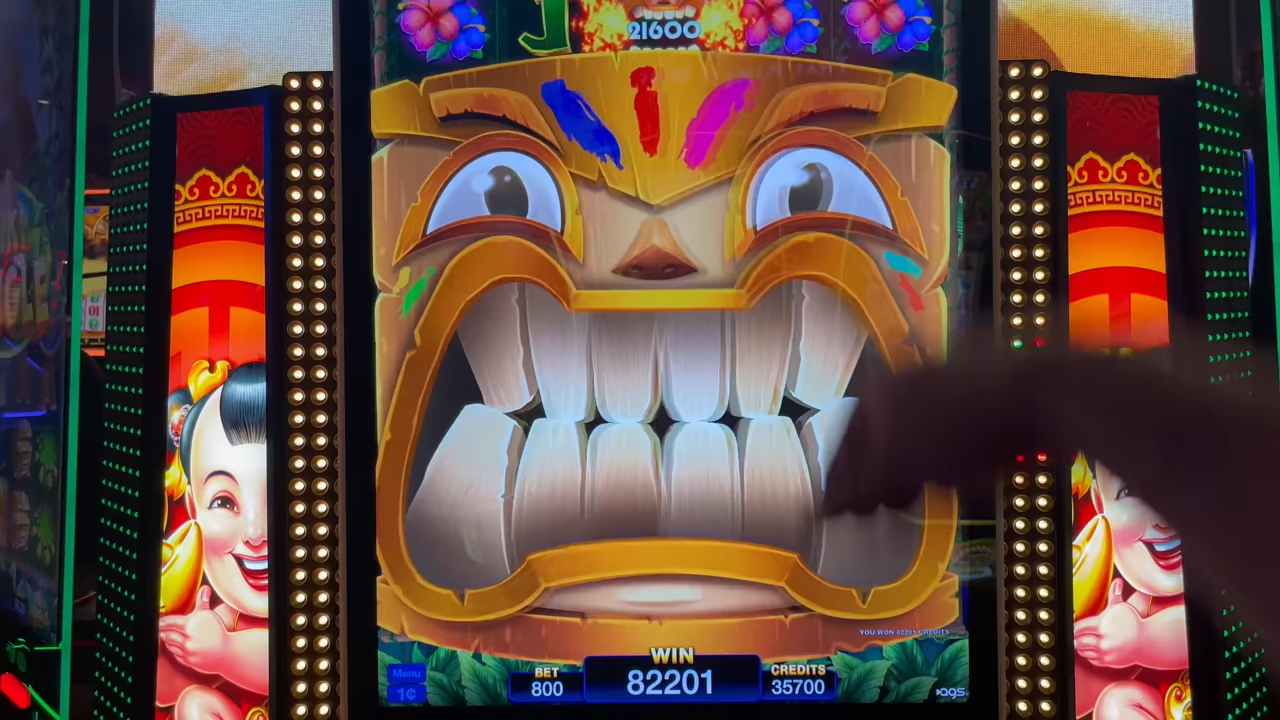 21600
YOU WON 82201 CREDITS
WIN
82201
BET
800
CREDITS
35700
Menu
1¢
ags